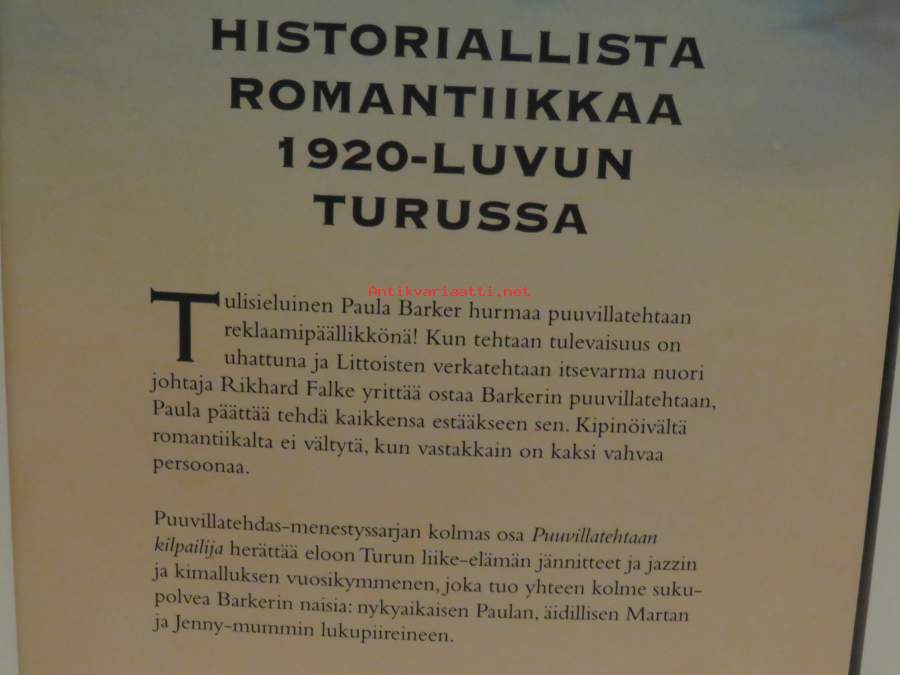 HISTORIALLISTA
ROMANTIIKKAA
1920-LUVUN
TURUSSA
Antikvariaatti.net
Tulisieluinen Paula Barker hurmaa puuvillatehtaan
reklaamipäällikkönä! Kun tehtaan tulevaisuus on
uhattuna ja Littoisten verkatehtaan itsevarma nuori
johtaja Rikhard Falke yrittää ostaa Barkerin puuvillatehtaan,
Paula päättää tehdä kaikkensa estääkseen sen. Kipinöivältä
romantiikalta ei vältytä, kun vastakkain on kaksi vahvaa
persoonaa.
Puuvillatehdas-menestyssarjan kolmas osa Puuvillatehtaan
kilpailija herättää eloon Turun liike-elämän jännitteet ja jazzin
ja kimalluksen vuosikymmenen, joka tuo yhteen kolme suku-
polvea Barkerin naisia: nykyaikaisen Paulan, äidillisen Martan
ja Jenny-mummin lukupiireineen.